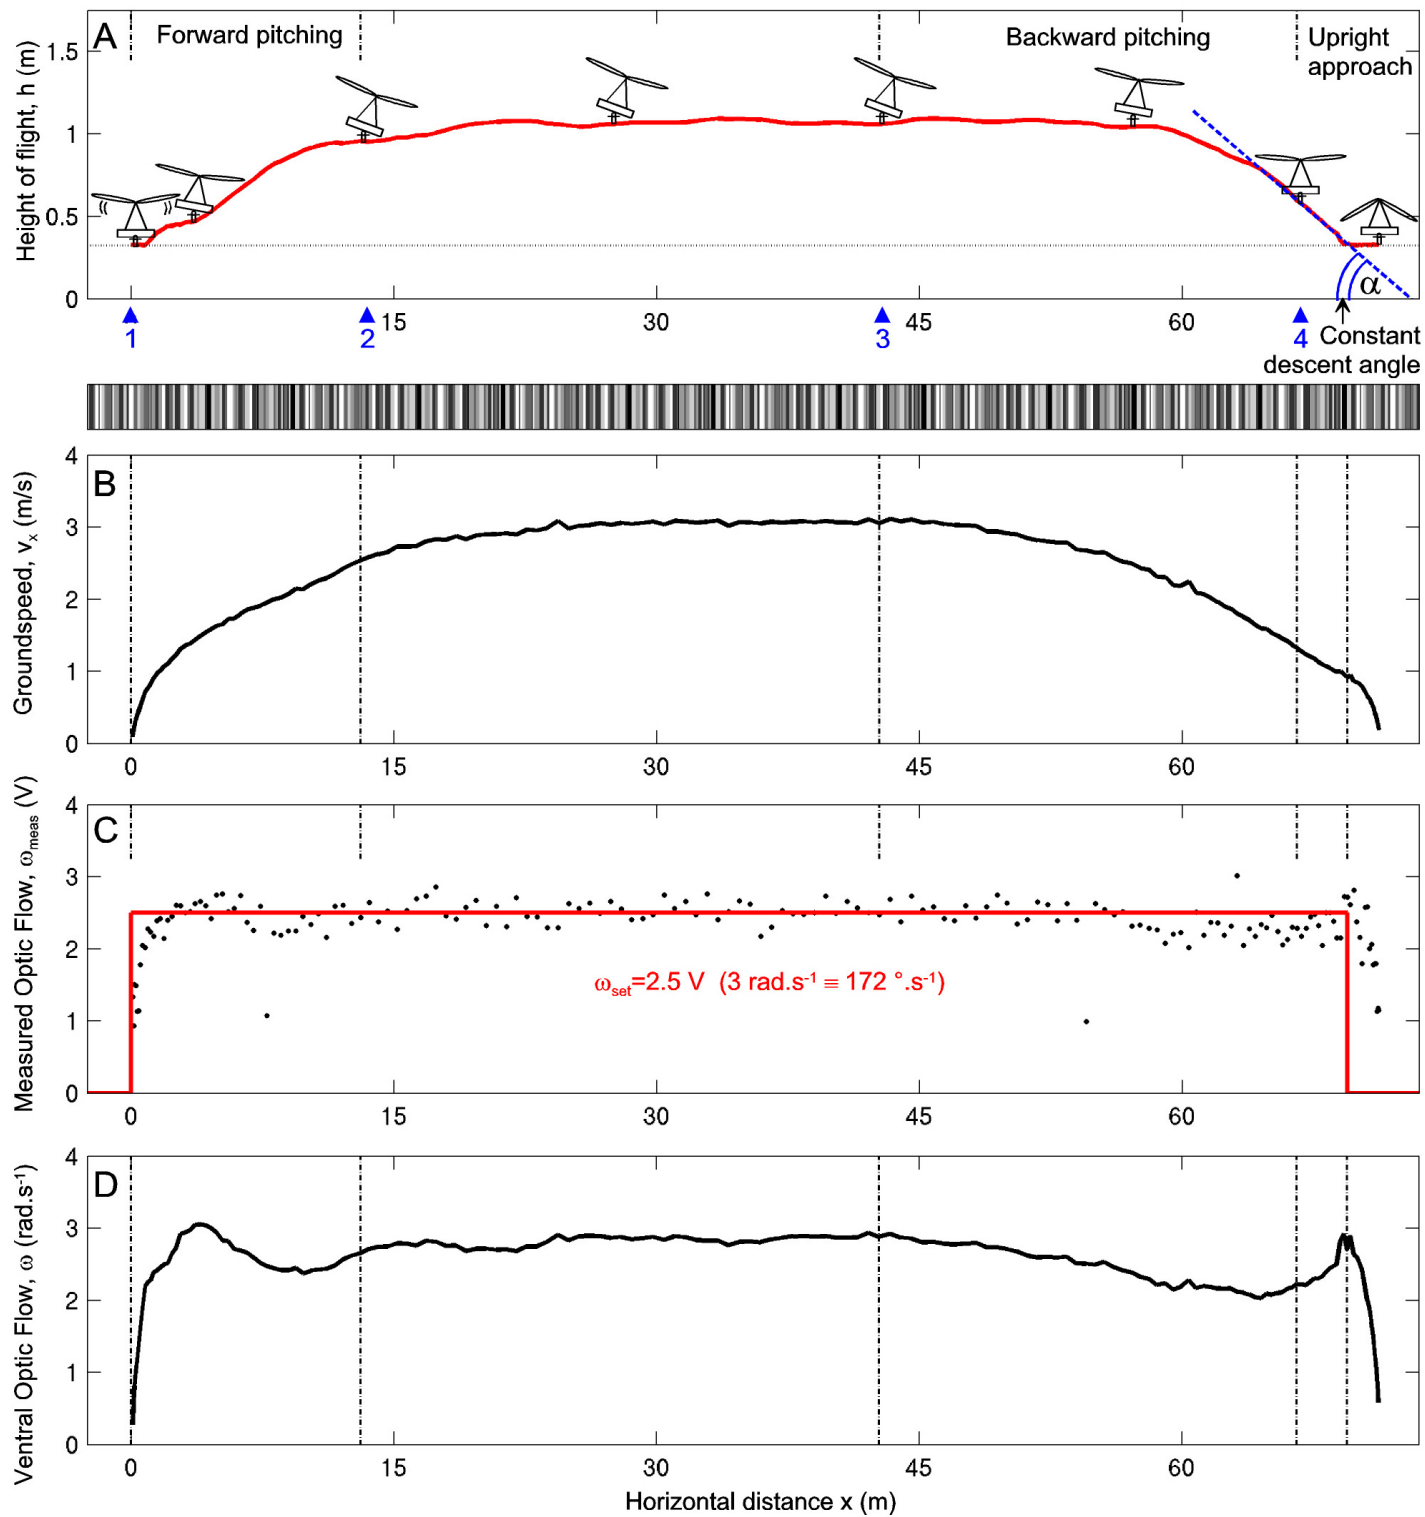 A
Forward pitching
Backward pitching
Upright
approach
Height of flight, h (m)
1.5
1
0.5
0
α
1
2
15
30
3
45
60
4
Constant
descent angle
B
Groundspeed, vₓ (m/s)
4
3
2
1
0
0
15
30
45
60
C
Measured Optic Flow, ω_meas (V)
4
3
2
1
0
ω_set=2.5 V (3 rad.s⁻¹ ≡ 172 °.s⁻¹)
0
15
30
45
60
D
Ventral Optic Flow, ω (rad.s⁻¹)
4
3
2
1
0
0
15
30
45
60
Horizontal distance x (m)